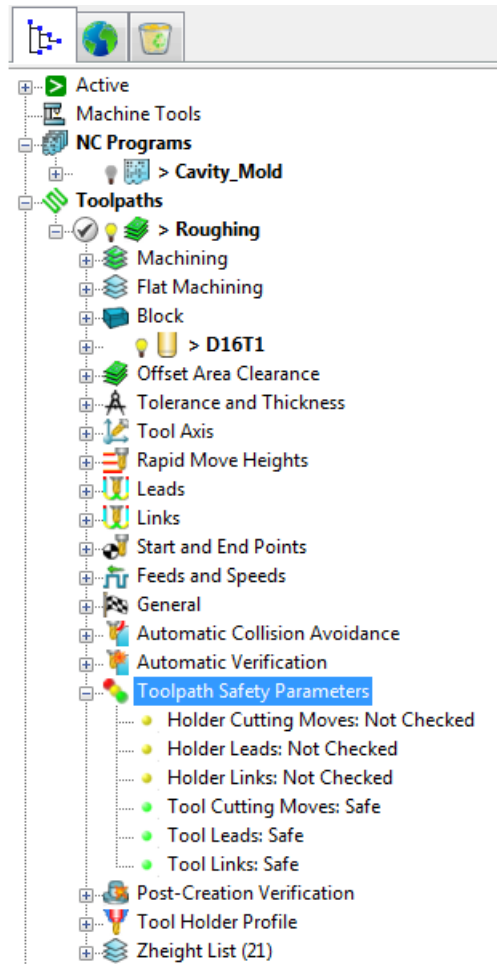 Active
Machine Tools
NC Programs
> Cavity_Mold
Toolpaths
> Roughing
Machining
Flat Machining
Block
> D16T1
Offset Area Clearance
Tolerance and Thickness
Tool Axis
Rapid Move Heights
Leads
Links
Start and End Points
Feeds and Speeds
General
Automatic Collision Avoidance
Automatic Verification
Toolpath Safety Parameters
Holder Cutting Moves: Not Checked
Holder Leads: Not Checked
Holder Links: Not Checked
Tool Cutting Moves: Safe
Tool Leads: Safe
Tool Links: Safe
Post-Creation Verification
Tool Holder Profile
Zheight List (21)